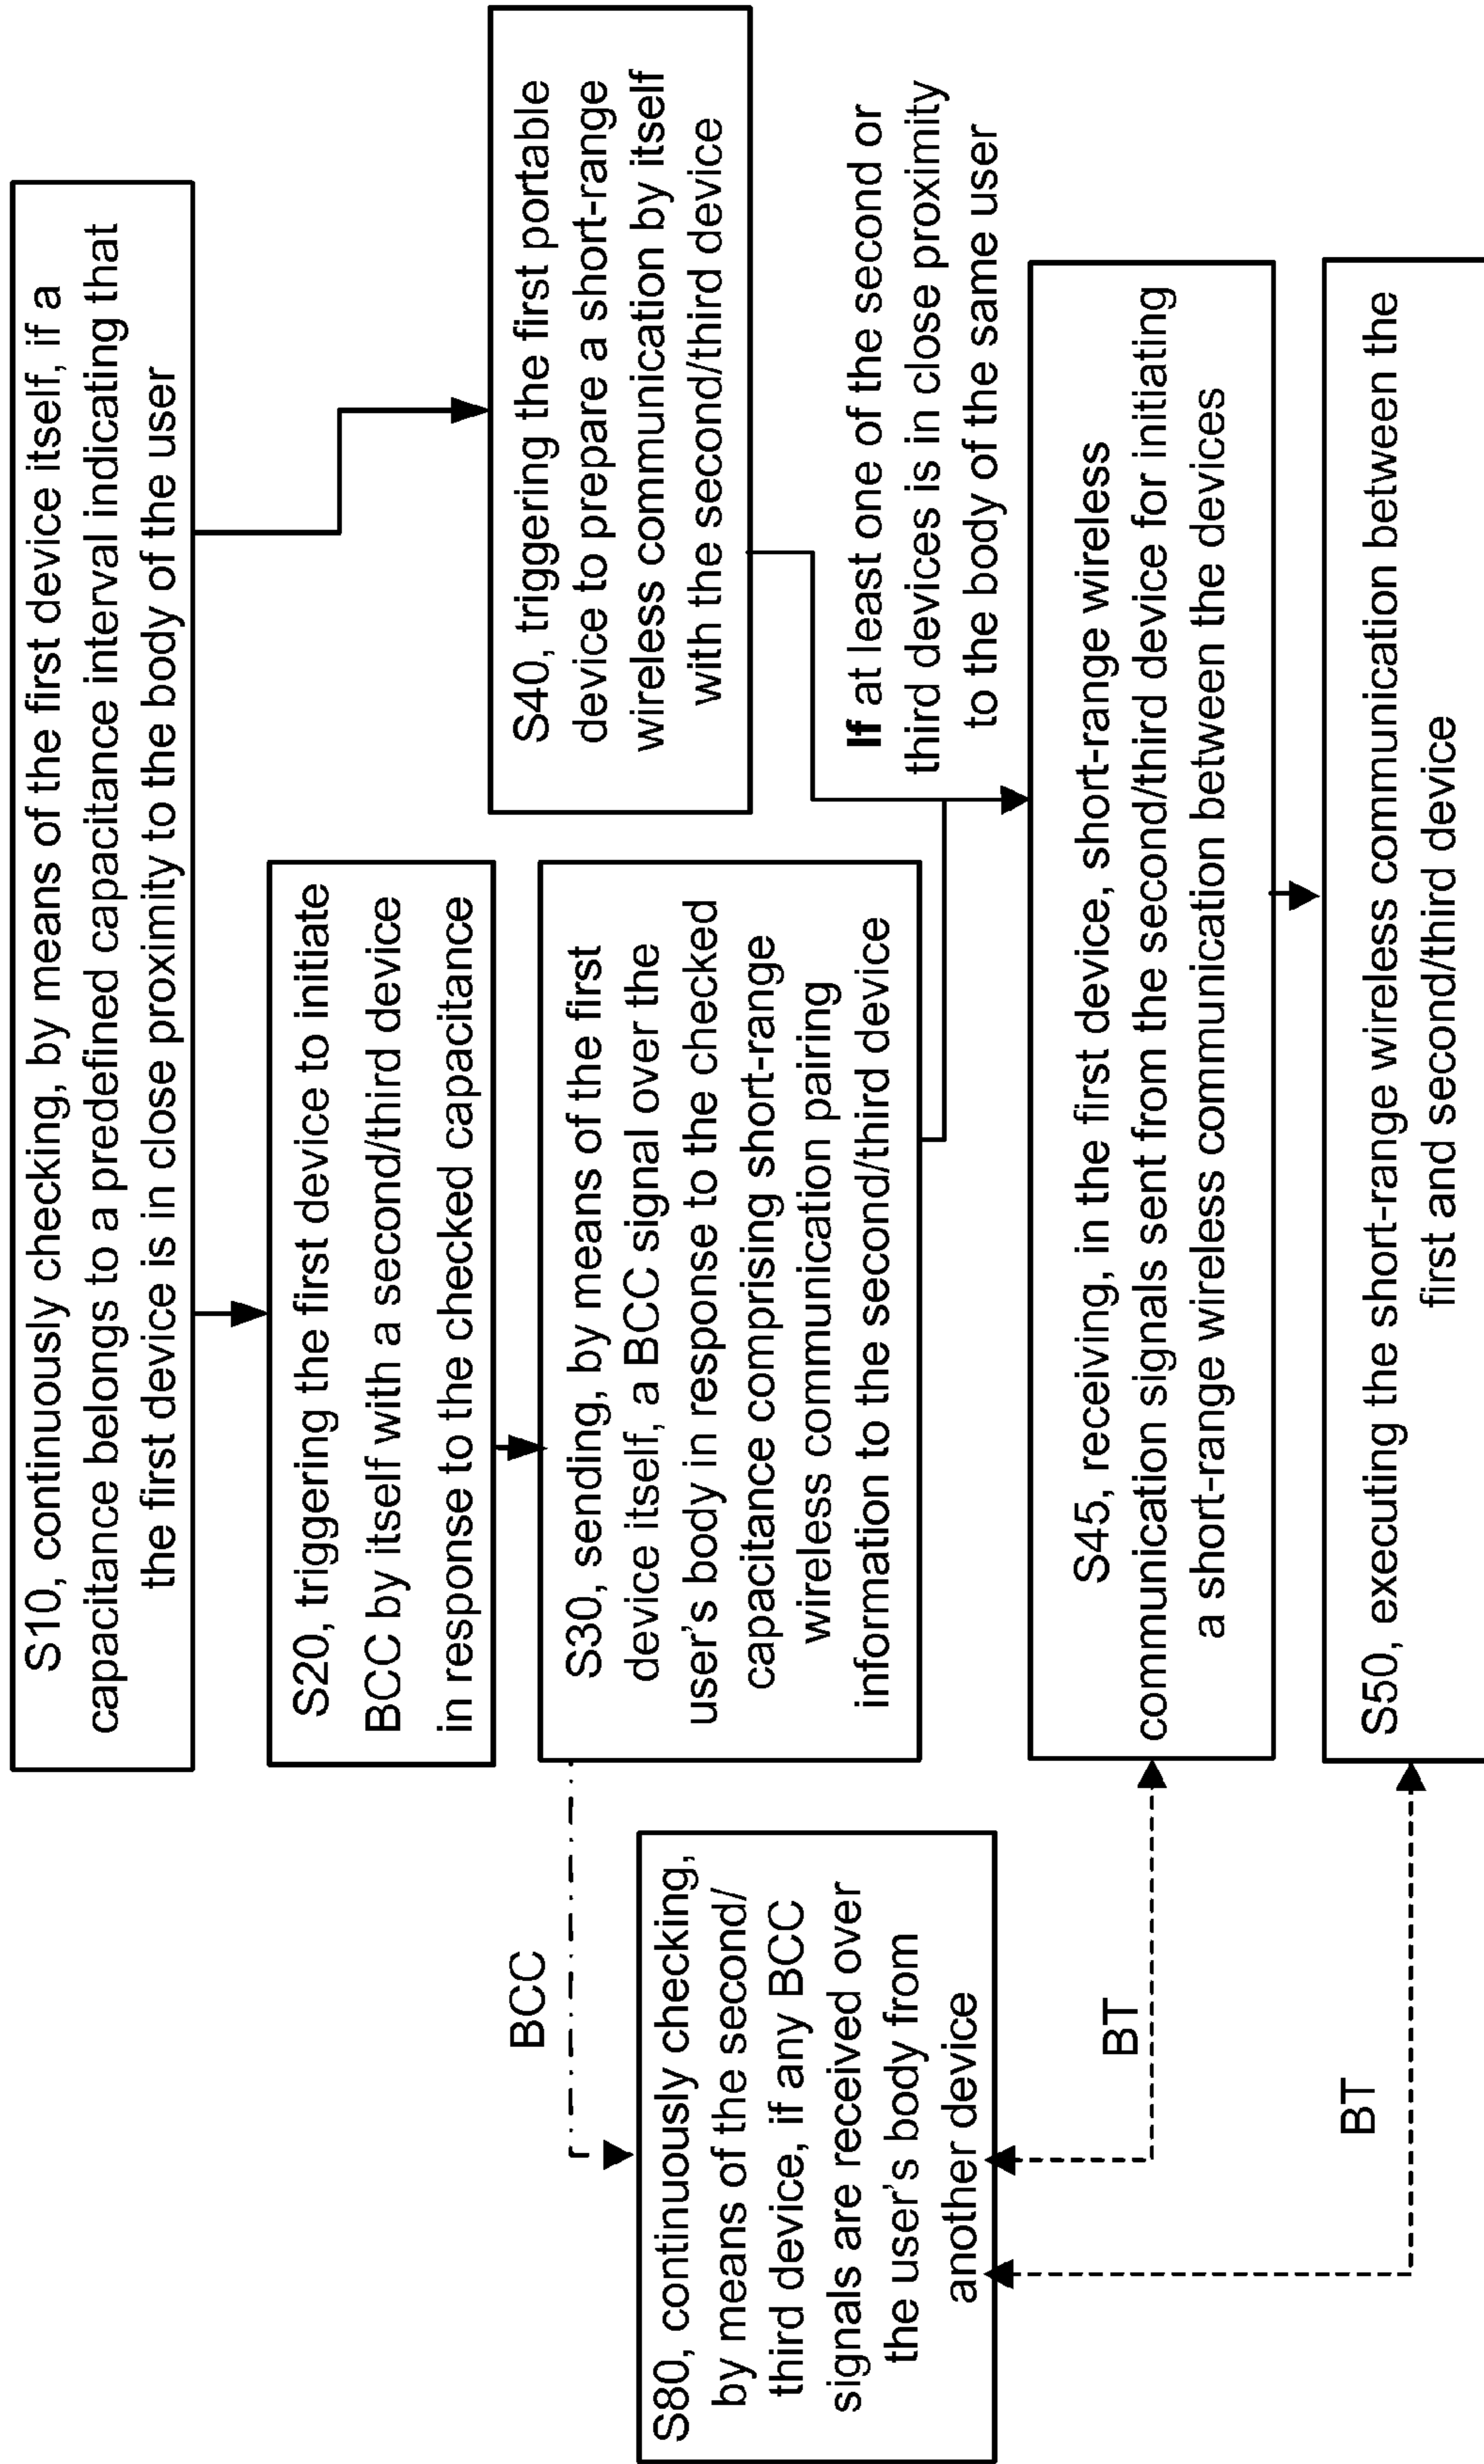 S10, continuously checking, by means of the first device itself, if a
capacitance belongs to a predefined capacitance interval indicating that
the first device is in close proximity to the body of the user
S20, triggering the first device to initiate
BCC by itself with a second/third device
in response to the checked capacitance
S40, triggering the first portable
device to prepare a short-range
wireless communication by itself
with the second/third device
S30, sending, by means of the first
device itself, a BCC signal over the
user's body in response to the checked
capacitance comprising short-range
wireless communication pairing
information to the second/third device
If at least one of the second or
third devices is in close proximity
to the body of the same user
BCC
S80, continuously checking,
by means of the second/
third device, if any BCC
signals are received over
the user's body from
another device
S45, receiving, in the first device, short-range wireless
communication signals sent from the second/third device for initiating
a short-range wireless communication between the devices
BT
S50, executing the short-range wireless communication between the
first and second/third device
BT